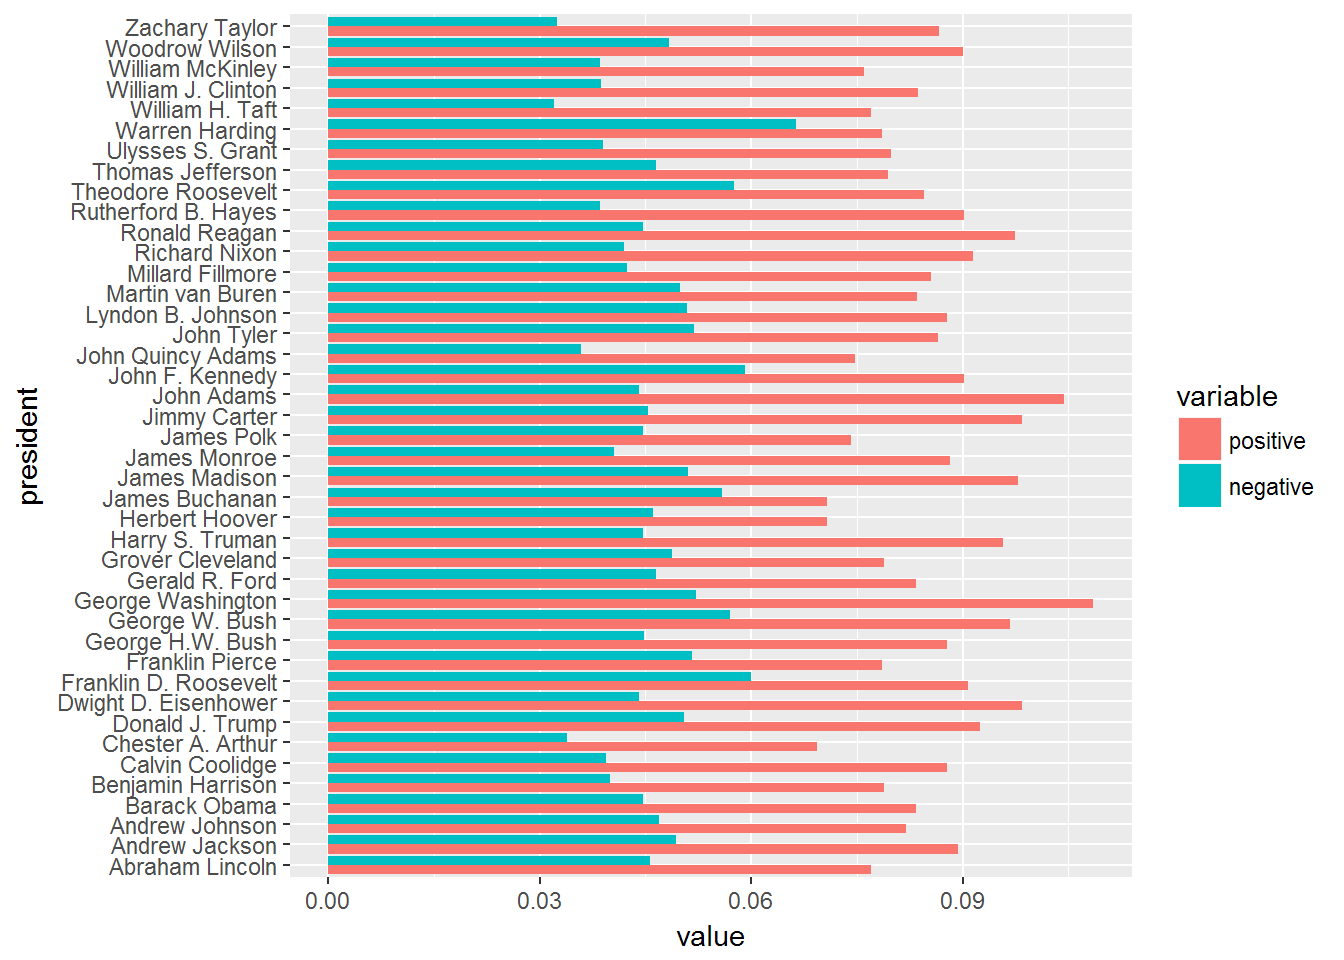 Zachary Taylor
Woodrow Wilson
William McKinley
William J. Clinton
William H. Taft
Warren Harding
Ulysses S. Grant
Thomas Jefferson
Theodore Roosevelt
Rutherford B. Hayes
Ronald Reagan
Richard Nixon
Millard Fillmore
Martin van Buren
Lyndon B. Johnson
John Tyler
John Quincy Adams
John F. Kennedy
John Adams
Jimmy Carter
James Polk
James Monroe
James Madison
James Buchanan
Herbert Hoover
Harry S. Truman
Grover Cleveland
Gerald R. Ford
George Washington
George W. Bush
George H.W. Bush
Franklin Pierce
Franklin D. Roosevelt
Dwight D. Eisenhower
Donald J. Trump
Chester A. Arthur
Calvin Coolidge
Benjamin Harrison
Barack Obama
Andrew Johnson
Andrew Jackson
Abraham Lincoln
president
0.00 0.03 0.06 0.09
value
variable
positive
negative